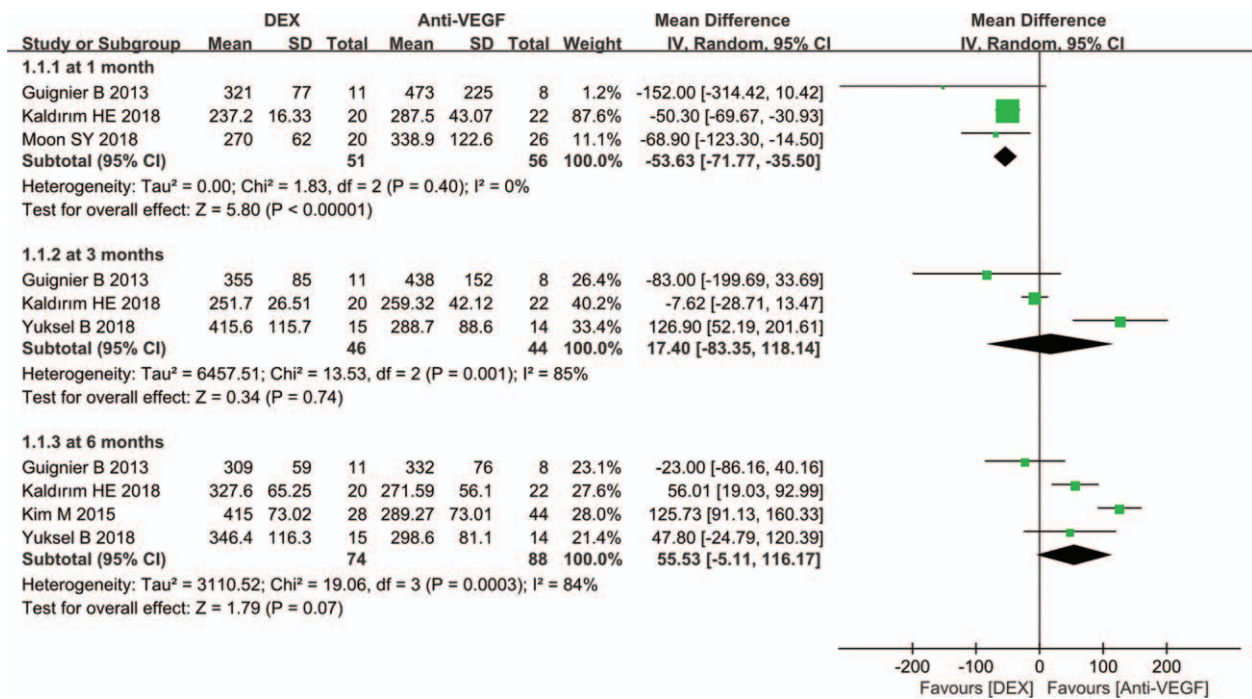 DEX Anti-VEGF Mean Difference Mean Difference
Study or Subgroup Mean SD Total Mean SD Total Weight IV, Random, 95% CI IV, Random, 95% CI
1.1.1 at 1 month
Guignier B 2013 321 77 11 473 225 8 1.2% -152.00 [-314.42, 10.42]
Kaldırım HE 2018 237.2 16.33 20 287.5 43.07 22 87.6% -50.30 [-69.67, -30.93]
Moon SY 2018 270 62 20 338.9 122.6 26 11.1% -68.90 [-123.30, -14.50]
Subtotal (95% CI) 51 56 100.0% -53.63 [-71.77, -35.50]
Heterogeneity: Tau² = 0.00; Chi² = 1.83, df = 2 (P = 0.40); I² = 0%
Test for overall effect: Z = 5.80 (P < 0.00001)
1.1.2 at 3 months
Guignier B 2013 355 85 11 438 152 8 26.4% -83.00 [-199.69, 33.69]
Kaldırım HE 2018 251.7 26.51 20 259.32 42.12 22 40.2% -7.62 [-28.71, 13.47]
Yuksel B 2018 415.6 115.7 15 288.7 88.6 14 33.4% 126.90 [52.19, 201.61]
Subtotal (95% CI) 46 44 100.0% 17.40 [-83.35, 118.14]
Heterogeneity: Tau² = 6457.51; Chi² = 13.53, df = 2 (P = 0.001); I² = 85%
Test for overall effect: Z = 0.34 (P = 0.74)
1.1.3 at 6 months
Guignier B 2013 309 59 11 332 76 8 23.1% -23.00 [-86.16, 40.16]
Kaldırım HE 2018 327.6 65.25 20 271.59 56.1 22 27.6% 56.01 [19.03, 92.99]
Kim M 2015 415 73.02 28 289.27 73.01 44 28.0% 125.73 [91.13, 160.33]
Yuksel B 2018 346.4 116.3 15 298.6 81.1 14 21.4% 47.80 [-24.79, 120.39]
Subtotal (95% CI) 74 88 100.0% 55.53 [-5.11, 116.17]
Heterogeneity: Tau² = 3110.52; Chi² = 19.06, df = 3 (P = 0.0003); I² = 84%
Test for overall effect: Z = 1.79 (P = 0.07)
-200 -100 0 100 200
Favours [DEX] Favours [Anti-VEGF]